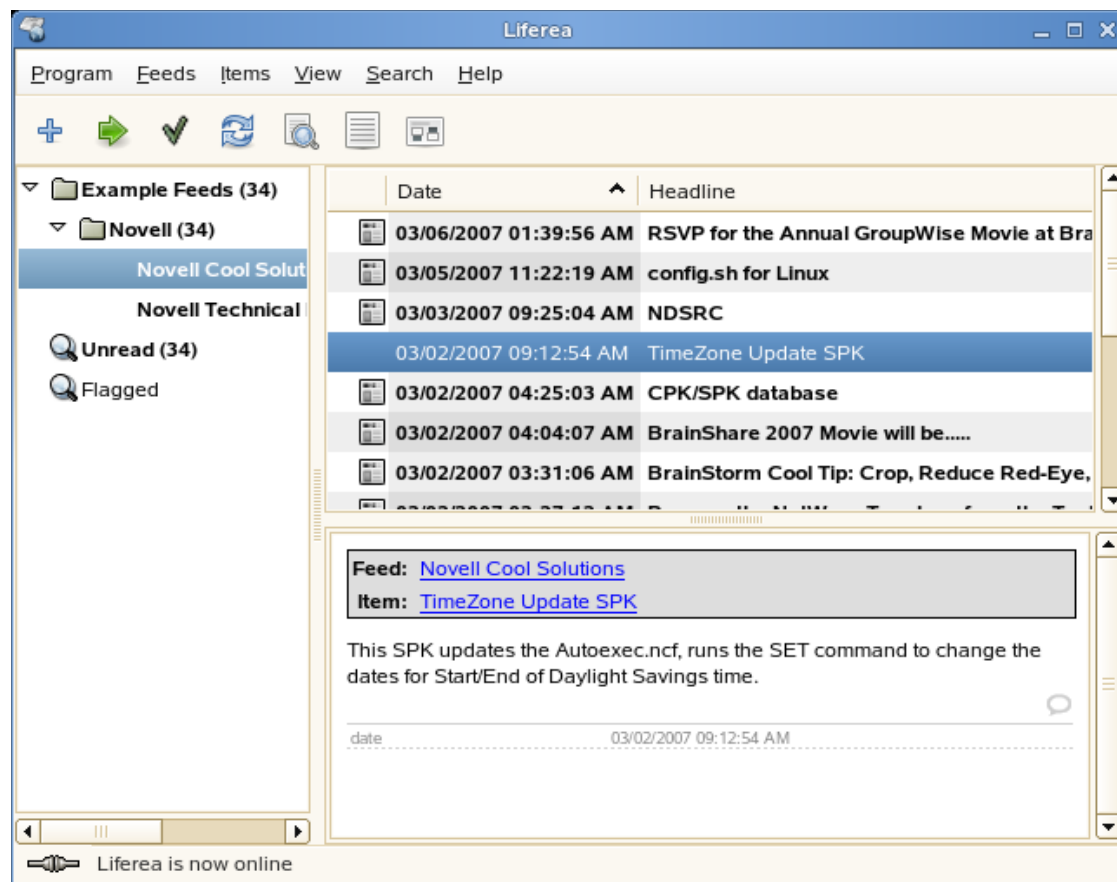 Liferea
Program Feeds Items View Search Help
Example Feeds (34)
Novell (34)
Novell Cool Solut
Novell Technical
Unread (34)
Flagged
Date Headline
03/06/2007 01:39:56 AM RSVP for the Annual GroupWise Movie at Bra
03/05/2007 11:22:19 AM config.sh for Linux
03/03/2007 09:25:04 AM NDSRC
03/02/2007 09:12:54 AM TimeZone Update SPK
03/02/2007 04:25:03 AM CPK/SPK database
03/02/2007 04:04:07 AM BrainShare 2007 Movie will be.....
03/02/2007 03:31:06 AM BrainStorm Cool Tip: Crop, Reduce Red-Eye,
Feed: Novell Cool Solutions
Item: TimeZone Update SPK
This SPK updates the Autoexec.ncf, runs the SET command to change the
dates for Start/End of Daylight Savings time.
date 03/02/2007 09:12:54 AM
Liferea is now online